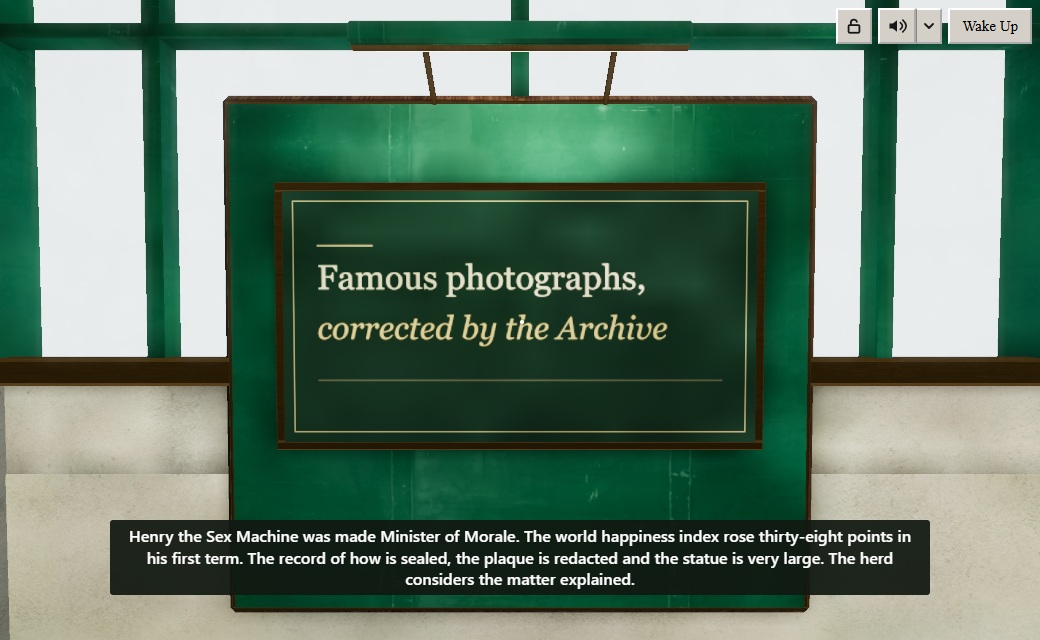 Wake Up
Famous photographs,
corrected by the Archive
Henry the Sex Machine was made Minister of Morale. The world happiness index rose thirty-eight points in
his first term. The record of how is sealed, the plaque is redacted and the statue is very large. The herd
considers the matter explained.